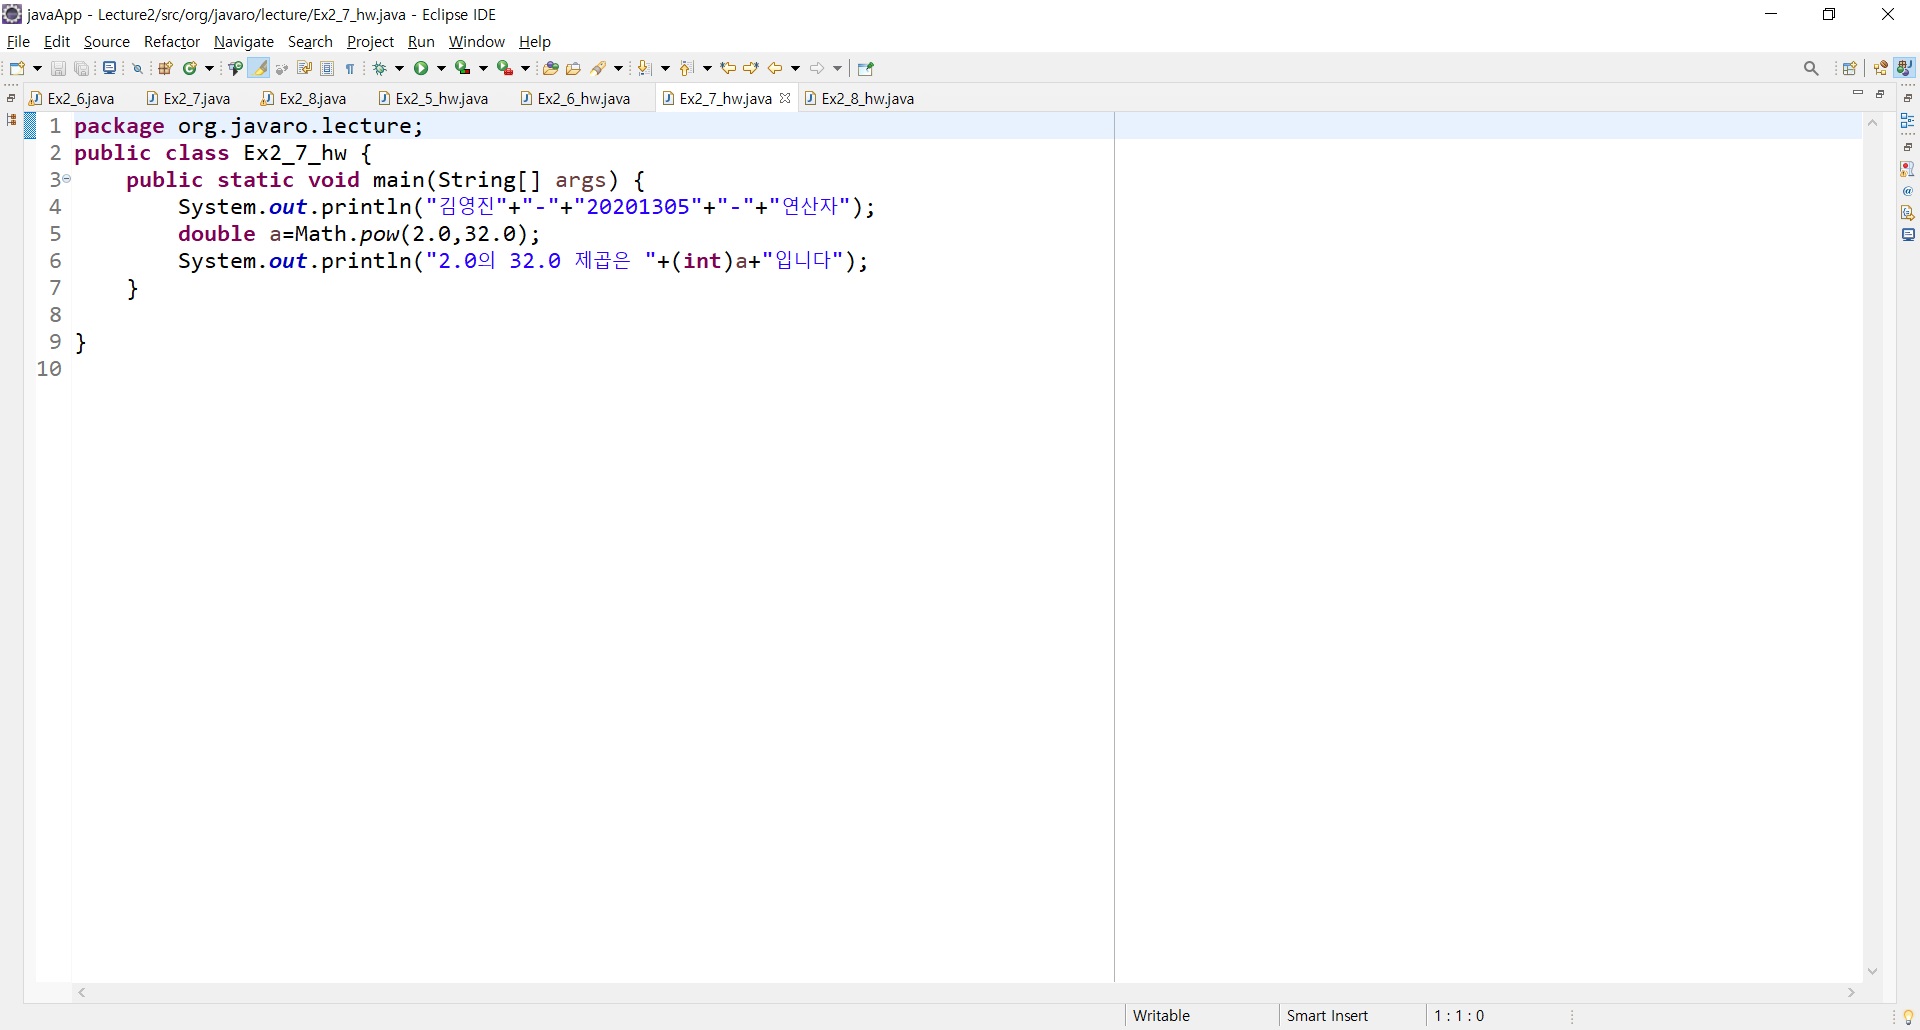 javaApp - Lecture2/src/org/javaro/lecture/Ex2_7_hw.java - Eclipse IDE
File Edit Source Refactor Navigate Search Project Run Window Help
Ex2_6.java Ex2_7.java Ex2_8.java Ex2_5_hw.java Ex2_6_hw.java Ex2_7_hw.java Ex2_8_hw.java
1 package org.javaro.lecture;
2 public class Ex2_7_hw {
3 public static void main(String[] args) {
4 System.out.println("김영진"+"-"+"20201305"+"-"+"연산자");
5 double a=Math.pow(2.0,32.0);
6 System.out.println("2.0의 32.0 제곱은 "+(int)a+"입니다");
7 }
8
9 }
10
Writable Smart Insert 1 : 1 : 0